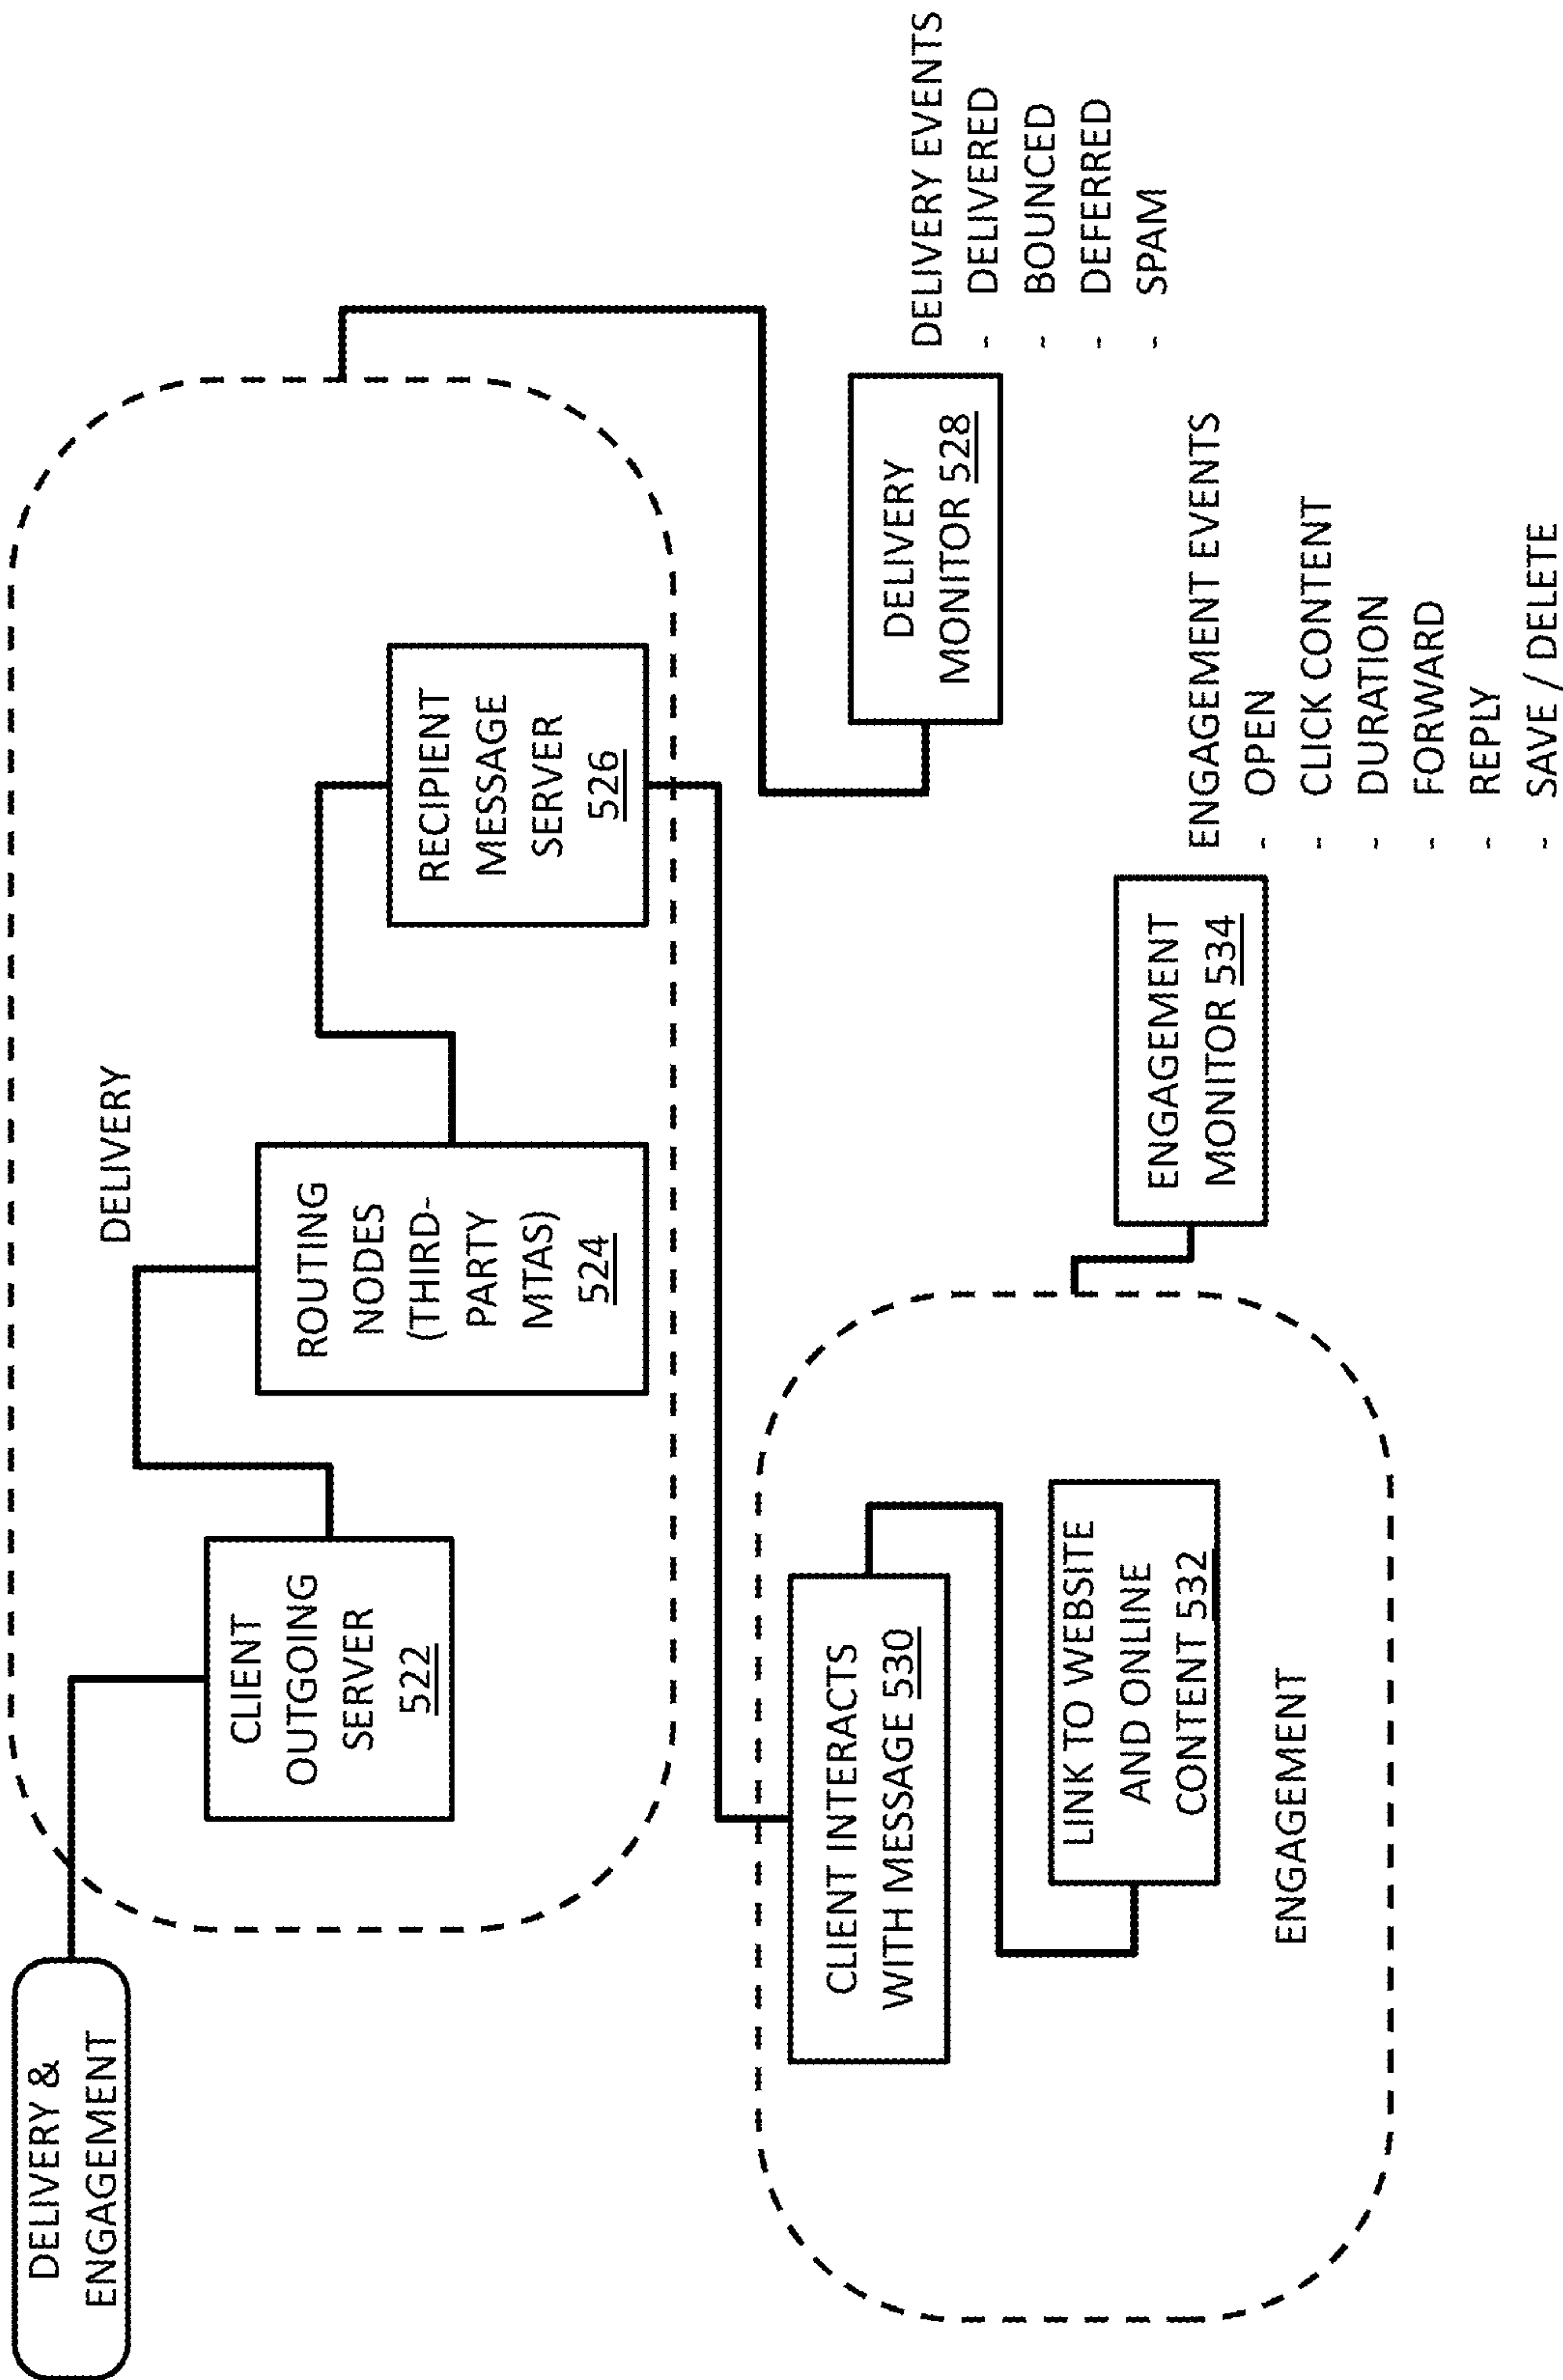 DELIVERY &
ENGAGEMENT
DELIVERY
CLIENT
OUTGOING
SERVER
522
ROUTING
NODES
(THIRD-
PARTY
MTAS)
524
RECIPIENT
MESSAGE
SERVER
526
DELIVERY
MONITOR 528
DELIVERY EVENTS
- DELIVERED
- BOUNCED
- DEFERRED
- SPAM
CLIENT INTERACTS
WITH MESSAGE 530
LINK TO WEBSITE
AND ONLINE
CONTENT 532
ENGAGEMENT
ENGAGEMENT
MONITOR 534
ENGAGEMENT EVENTS
- OPEN
- CLICK CONTENT
- DURATION
- FORWARD
- REPLY
- SAVE / DELETE